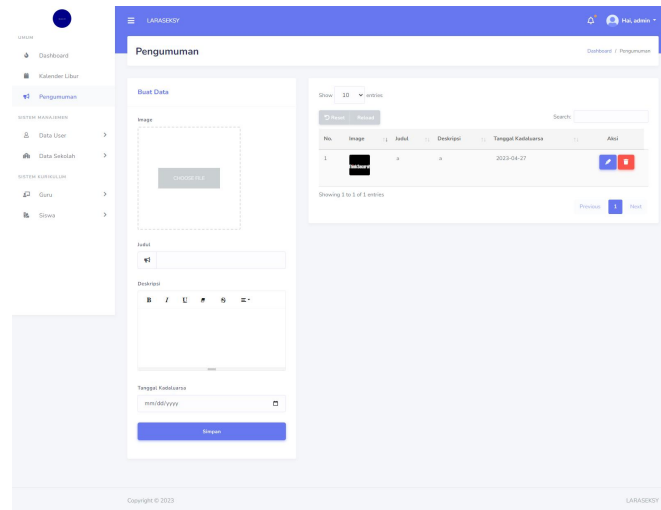 LARASEKSY
Hai, admin
UMUM
Dashboard
Kalender Libur
Pengumuman
SISTEM MANAJEMEN
Data User
Data Sekolah
SISTEM KURIKULUM
Guru
Siswa
Pengumuman
Dashboard / Pengumuman
Buat Data
Image
CHOOSE FILE
Judul
Deskripsi
B I U S
Tanggal Kadaluarsa
mm/dd/yyyy
Simpan
Show 10 entries
Reset Reload
Search:
No. Image Judul Deskripsi Tanggal Kadaluarsa Aksi
1 a a 2023-04-27
Showing 1 to 1 of 1 entries
Previous 1 Next
Copyright © 2023
LARASEKSY